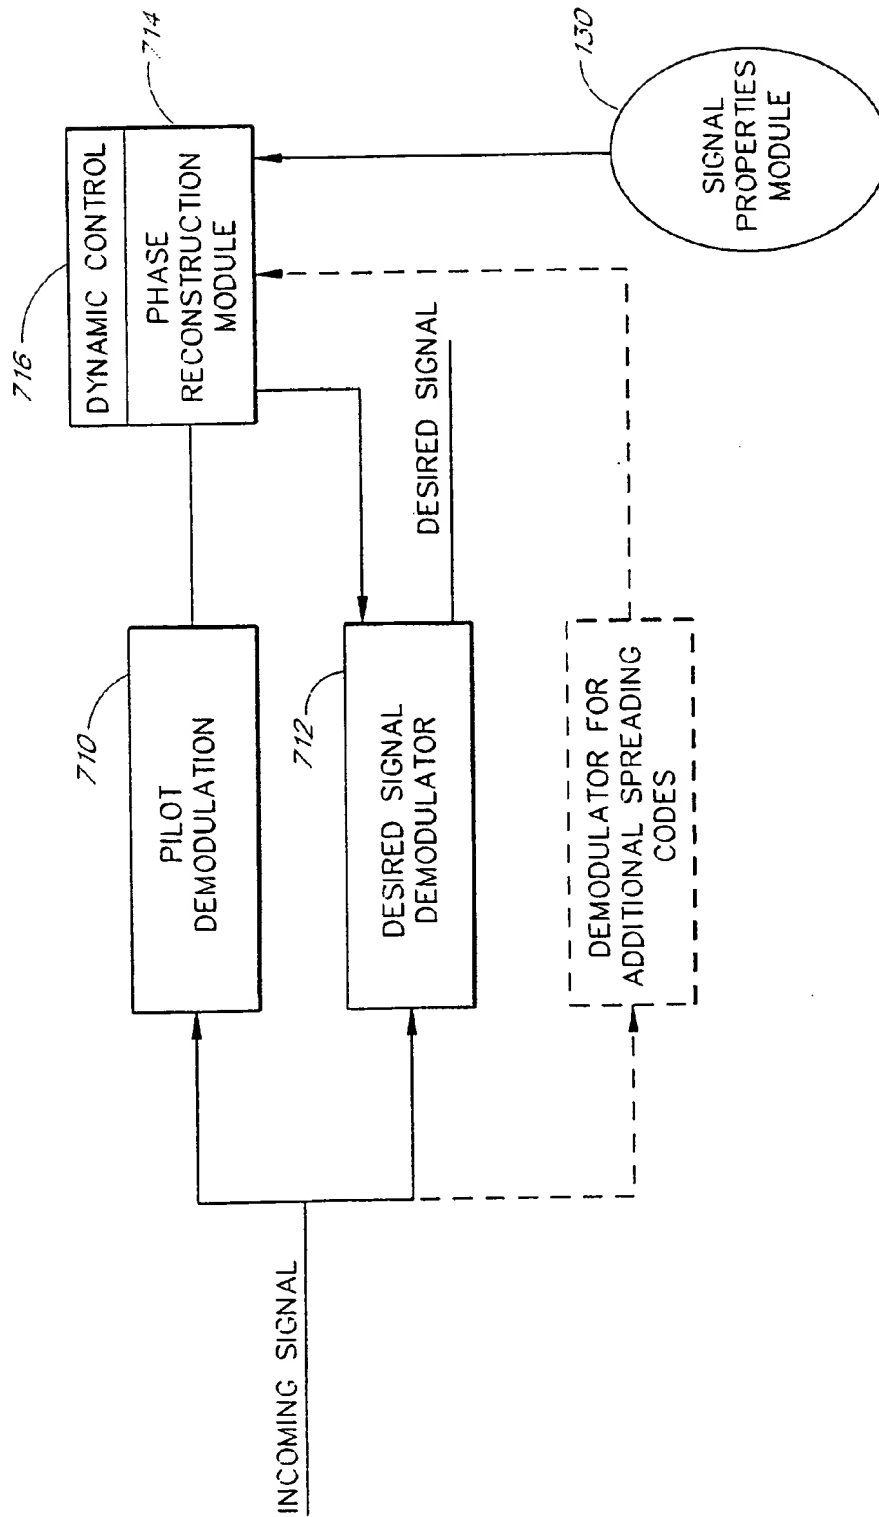 INCOMING SIGNAL
710
PILOT
DEMODULATION
712
DESIRED SIGNAL
DEMODULATOR
DEMODULATOR FOR
ADDITIONAL SPREADING
CODES
DESIRED SIGNAL
716
DYNAMIC CONTROL
714
PHASE
RECONSTRUCTION
MODULE
130
SIGNAL
PROPERTIES
MODULE